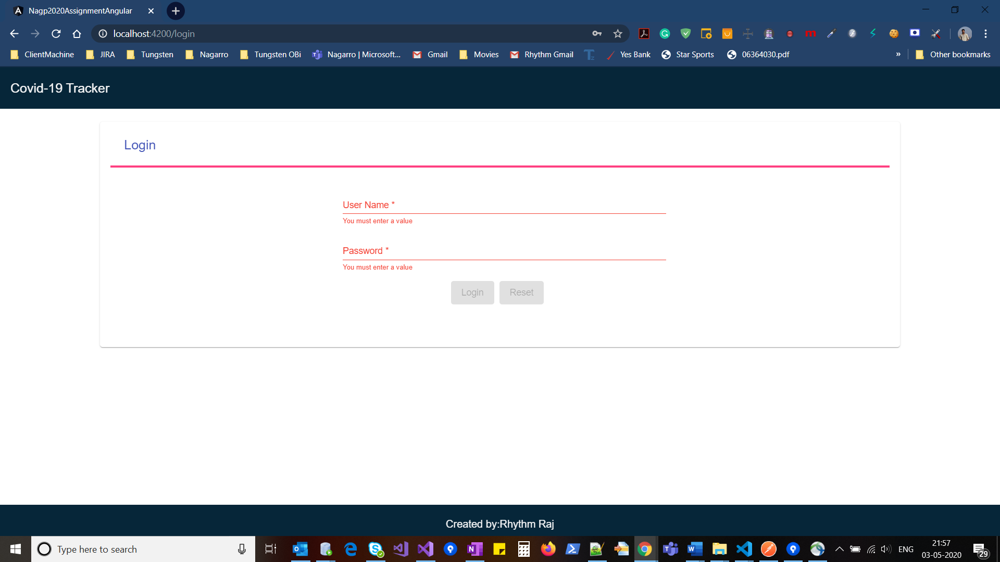 Nagp2020AssignmentAngular
localhost:4200/login
ClientMachine JIRA Tungsten Nagarro Tungsten OBi Nagarro | Microsoft... Gmail Movies Rhythm Gmail Yes Bank Star Sports 06364030.pdf » Other bookmarks
Covid-19 Tracker
Login
User Name *
You must enter a value
Password *
You must enter a value
Login Reset
Created by:Rhythm Raj
Type here to search
ENG
21:57
03-05-2020
29